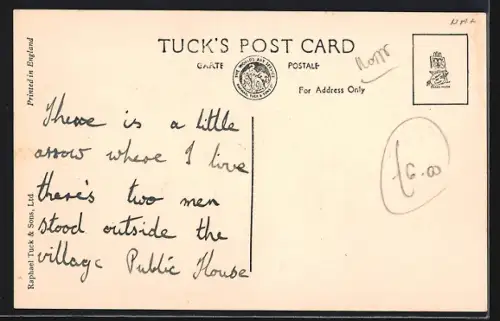 TUCK'S POST CARD
CARTE POSTALE
For Address Only
£6.00
There is a little
arrow where I live
there's two men
stood outside the
village Public House
Printed in England
Raphael Tuck & Sons, Ltd.